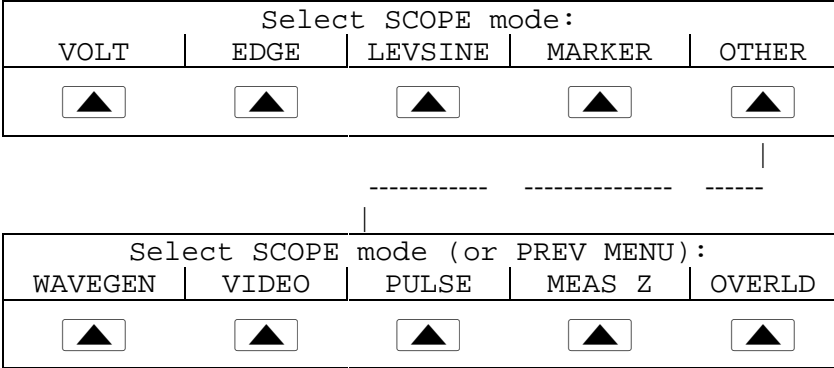 Select SCOPE mode:
VOLT EDGE LEVSINE MARKER OTHER
Select SCOPE mode (or PREV MENU):
WAVEGEN VIDEO PULSE MEAS Z OVERLD